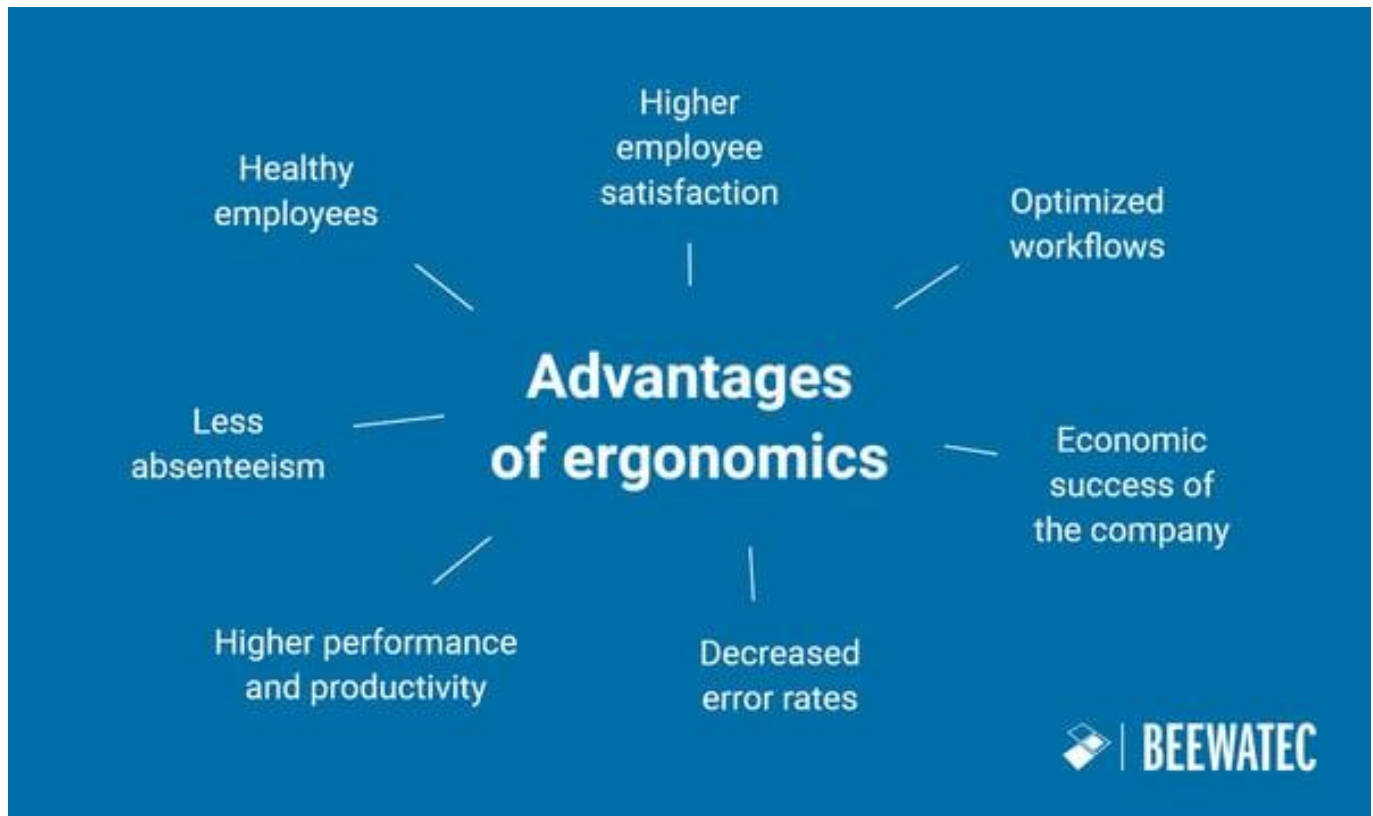 Higher
employee
satisfaction
Healthy
employees
Optimized
workflows
Advantages
of ergonomics
Less
absenteeism
Economic
success of
the company
Higher performance
and productivity
Decreased
error rates
BEEWATEC